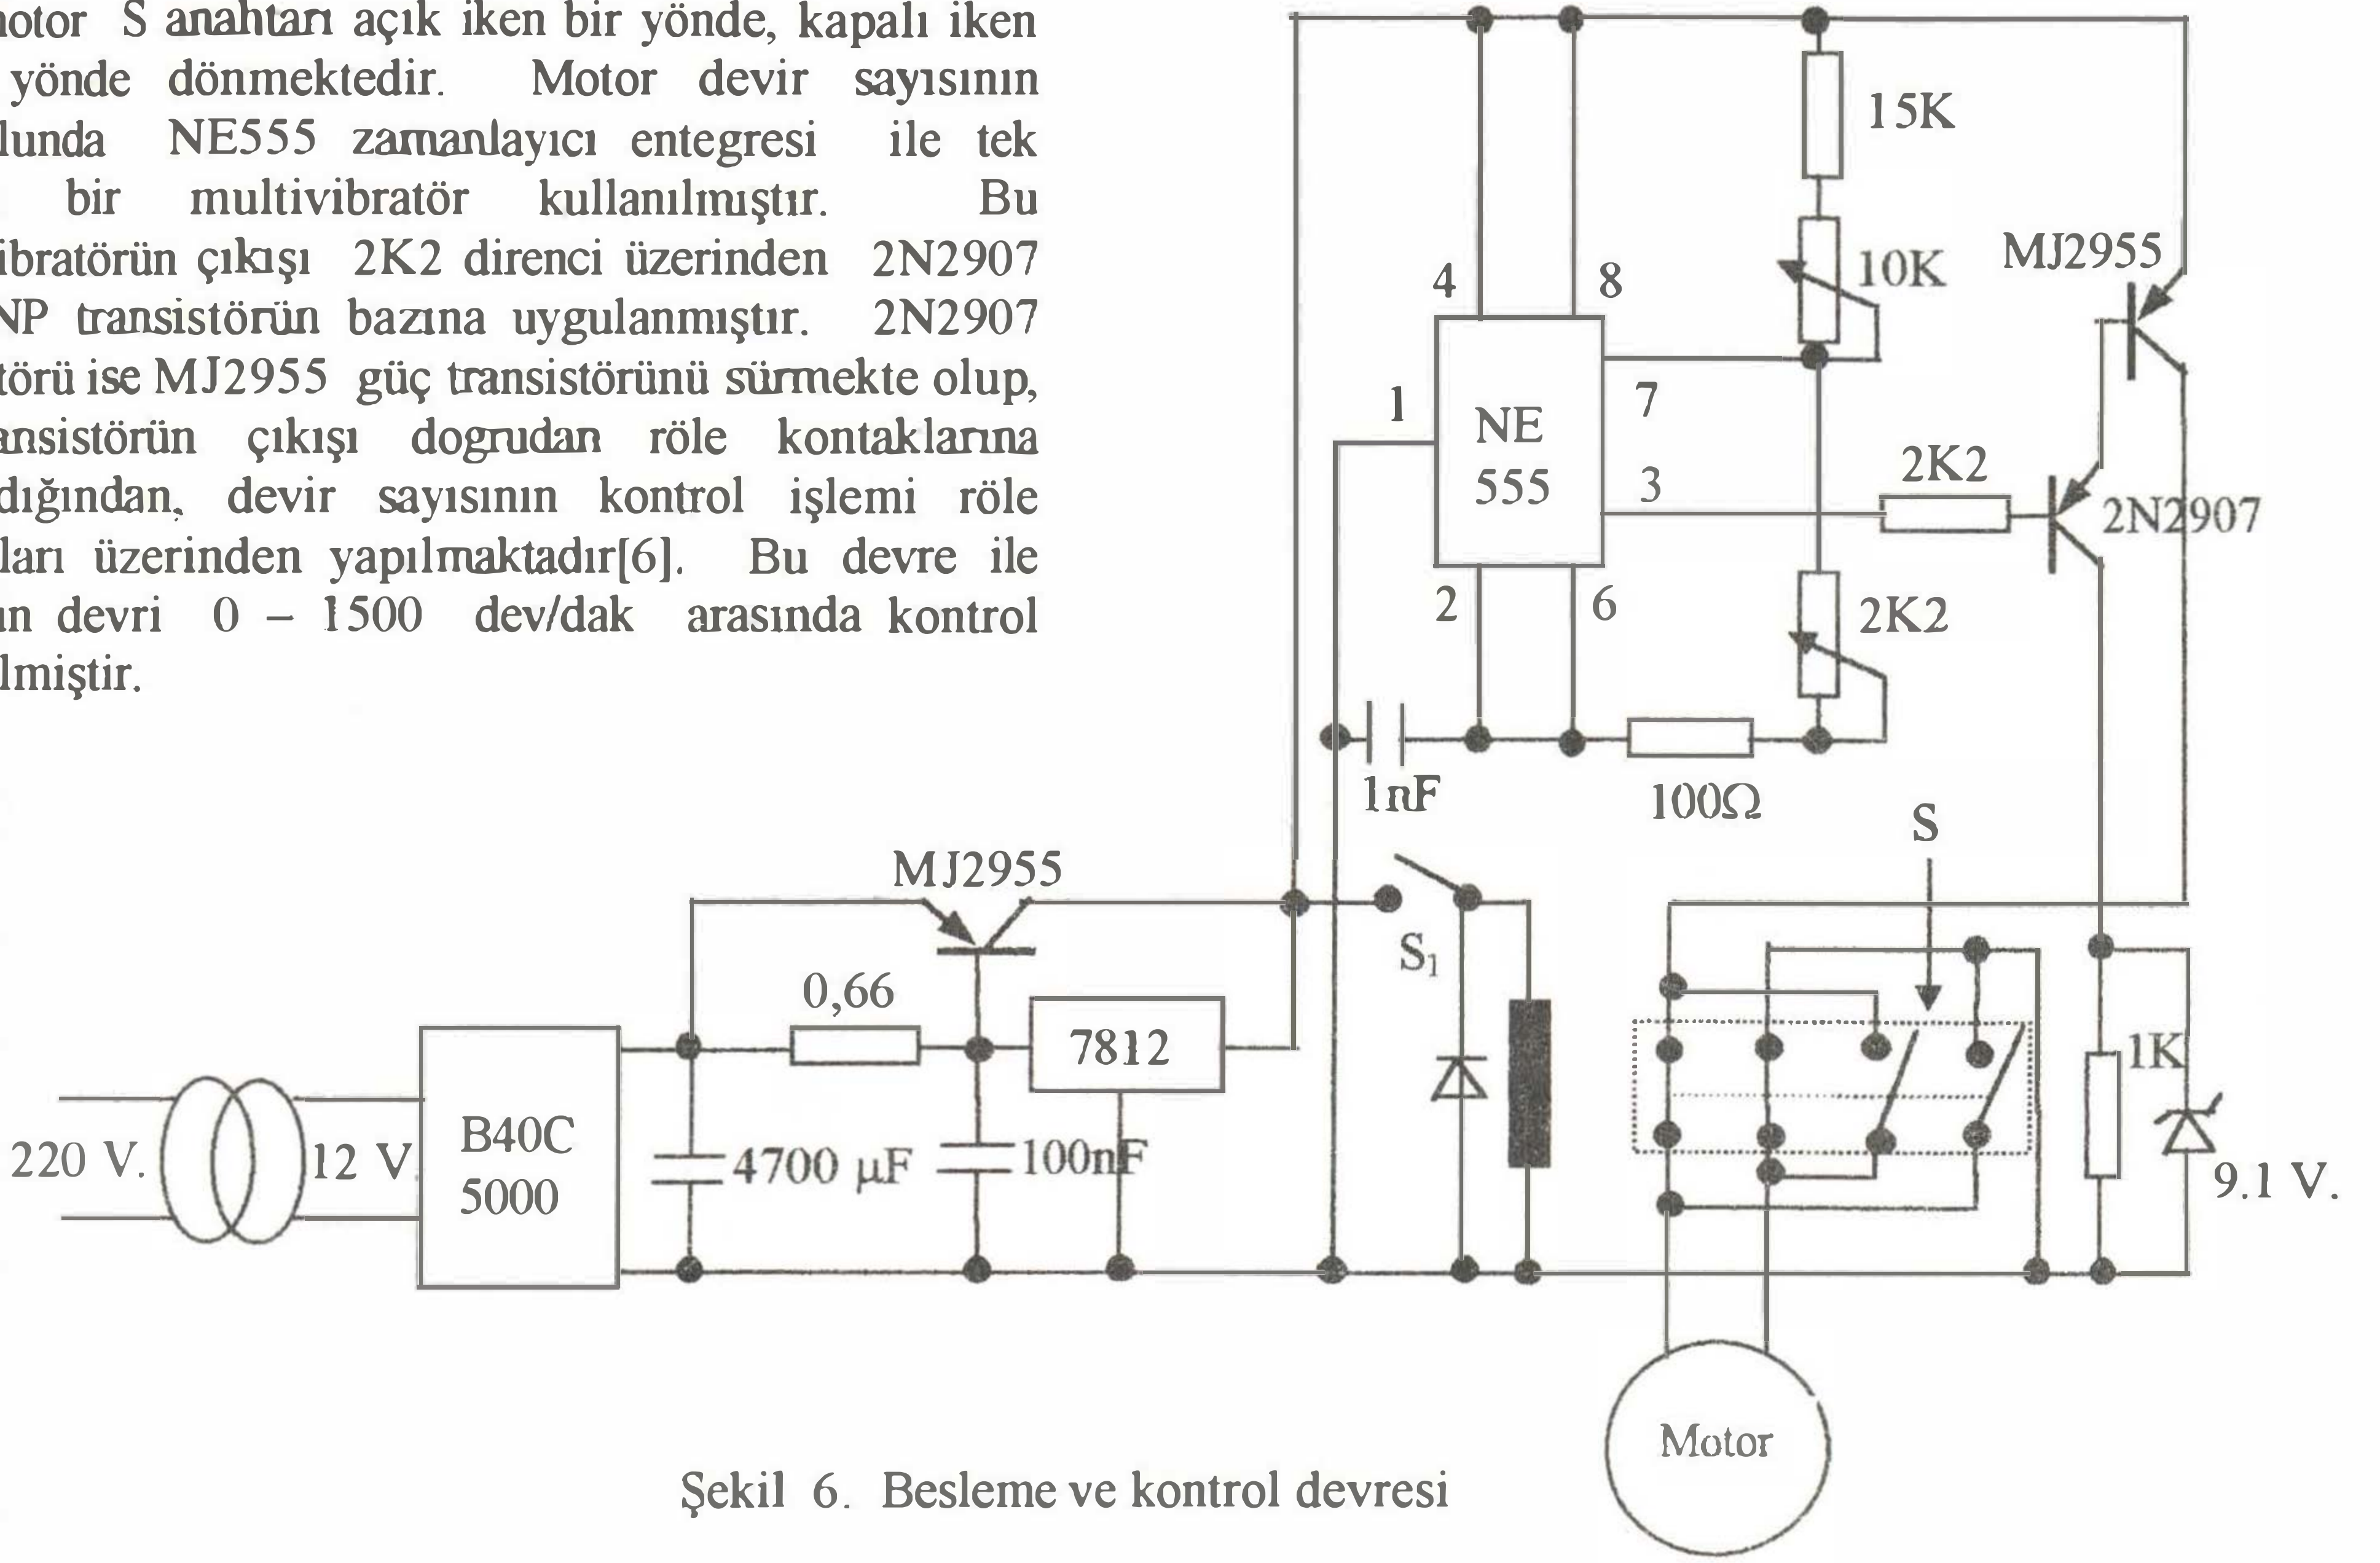 notor S anahtarı açık iken bir yönde, kapalı iken
yönde dönmektedir. Motor devir sayısının
lunda NE555 zamanlayıcı entegresi ile tek
bir multivibratör kullanılmıştır. Bu
ibratörün çıkışı 2K2 direnci üzerinden 2N2907
NP transistörün bazına uygulanmıştır. 2N2907
törü ise MJ2955 güç transistörünü sürmekte olup,
ansistörün çıkışı dogrudan röle kontaklarına
dığından, devir sayısının kontrol işlemi röle
ları üzerinden yapılmaktadır[6]. Bu devre ile
ın devri 0 – 1500 dev/dak arasında kontrol
lmiştir.
15K
10K
MJ2955
4
8
1
NE
555
7
3
2K2
2N2907
2
6
2K2
1nF
100Ω
S
MJ2955
S1
0,66
7812
1K
220 V.
12 V
B40C
5000
4700 µF
100nF
9.1 V.
Motor
Şekil 6. Besleme ve kontrol devresi